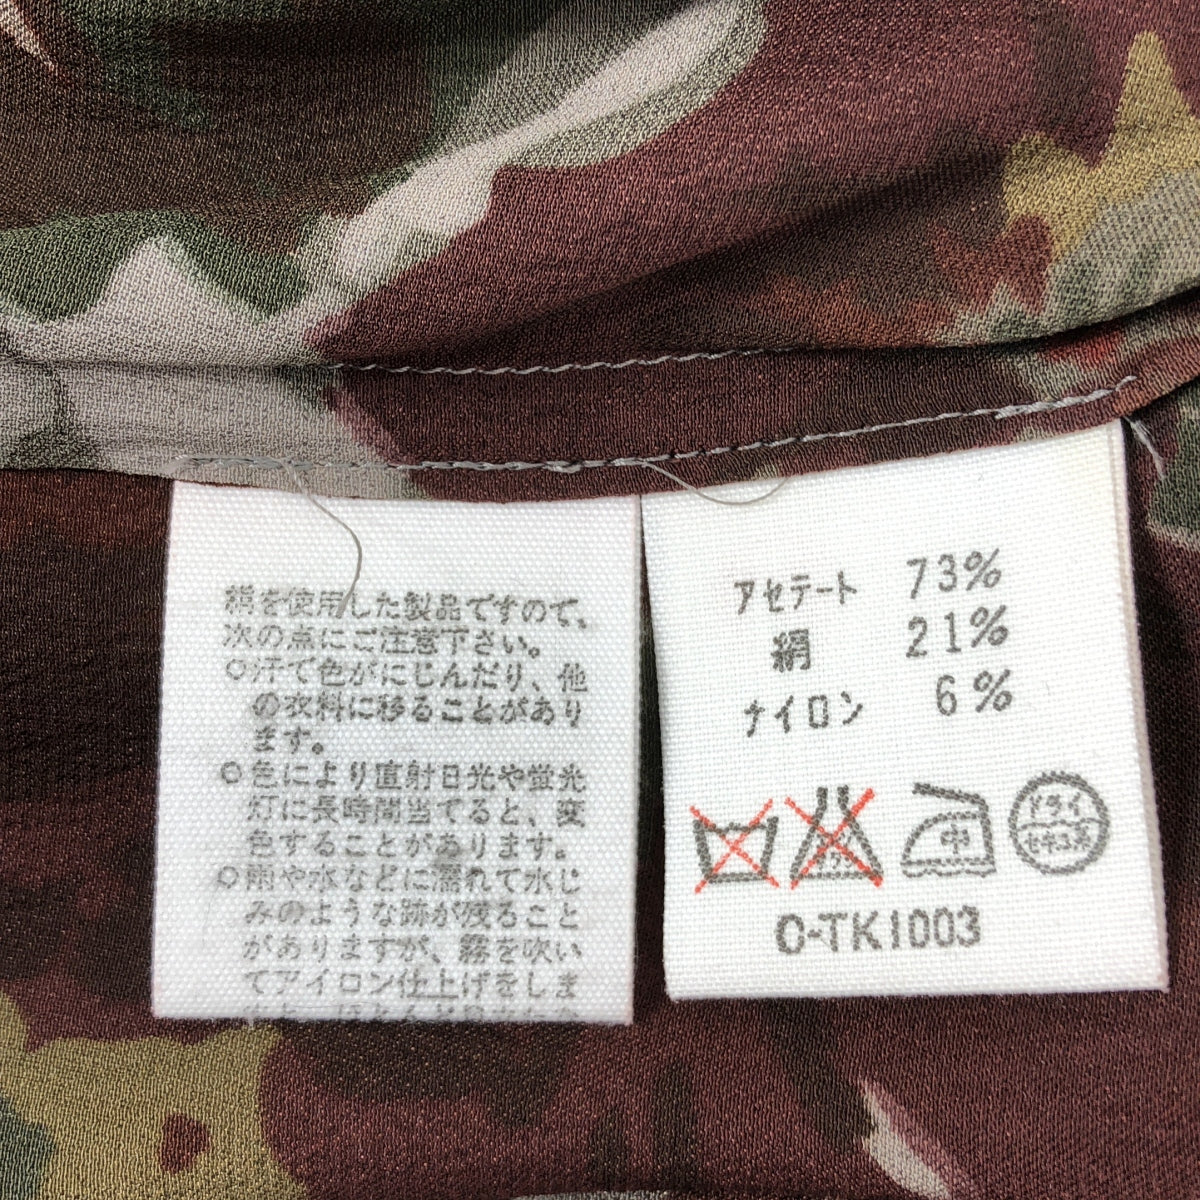 絹を使用した製品ですので、
次の点にご注意下さい。
○汗で色がにじんだり、他
の衣料に移ることがあり
ます。
○色により直射日光や蛍光
灯に長時間当てると、変
色することがあります。
○雨や水などに濡れて水じ
みのような跡が残ること
がありますが、霧を吹い
てアイロン仕上げをしま
アセテート 73%
絹 21%
ナイロン 6%
中
ドライ
セキユ系
O-TK1003